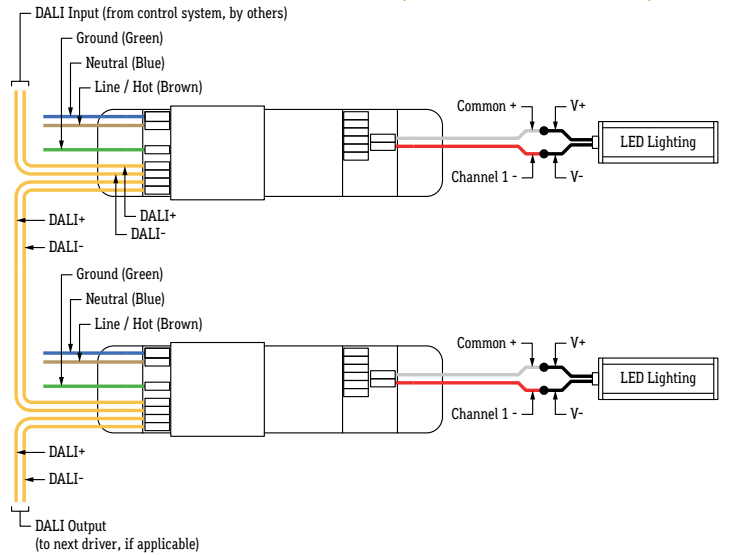 DALI Input (from control system, by others)
Ground (Green)
Neutral (Blue)
Line / Hot (Brown)
Common +
V+
LED Lighting
Channel 1 -
V-
DALI+
DALI-
DALI+
DALI-
Ground (Green)
Neutral (Blue)
Line / Hot (Brown)
Common +
V+
LED Lighting
Channel 1 -
V-
DALI+
DALI-
DALI Output
(to next driver, if applicable)